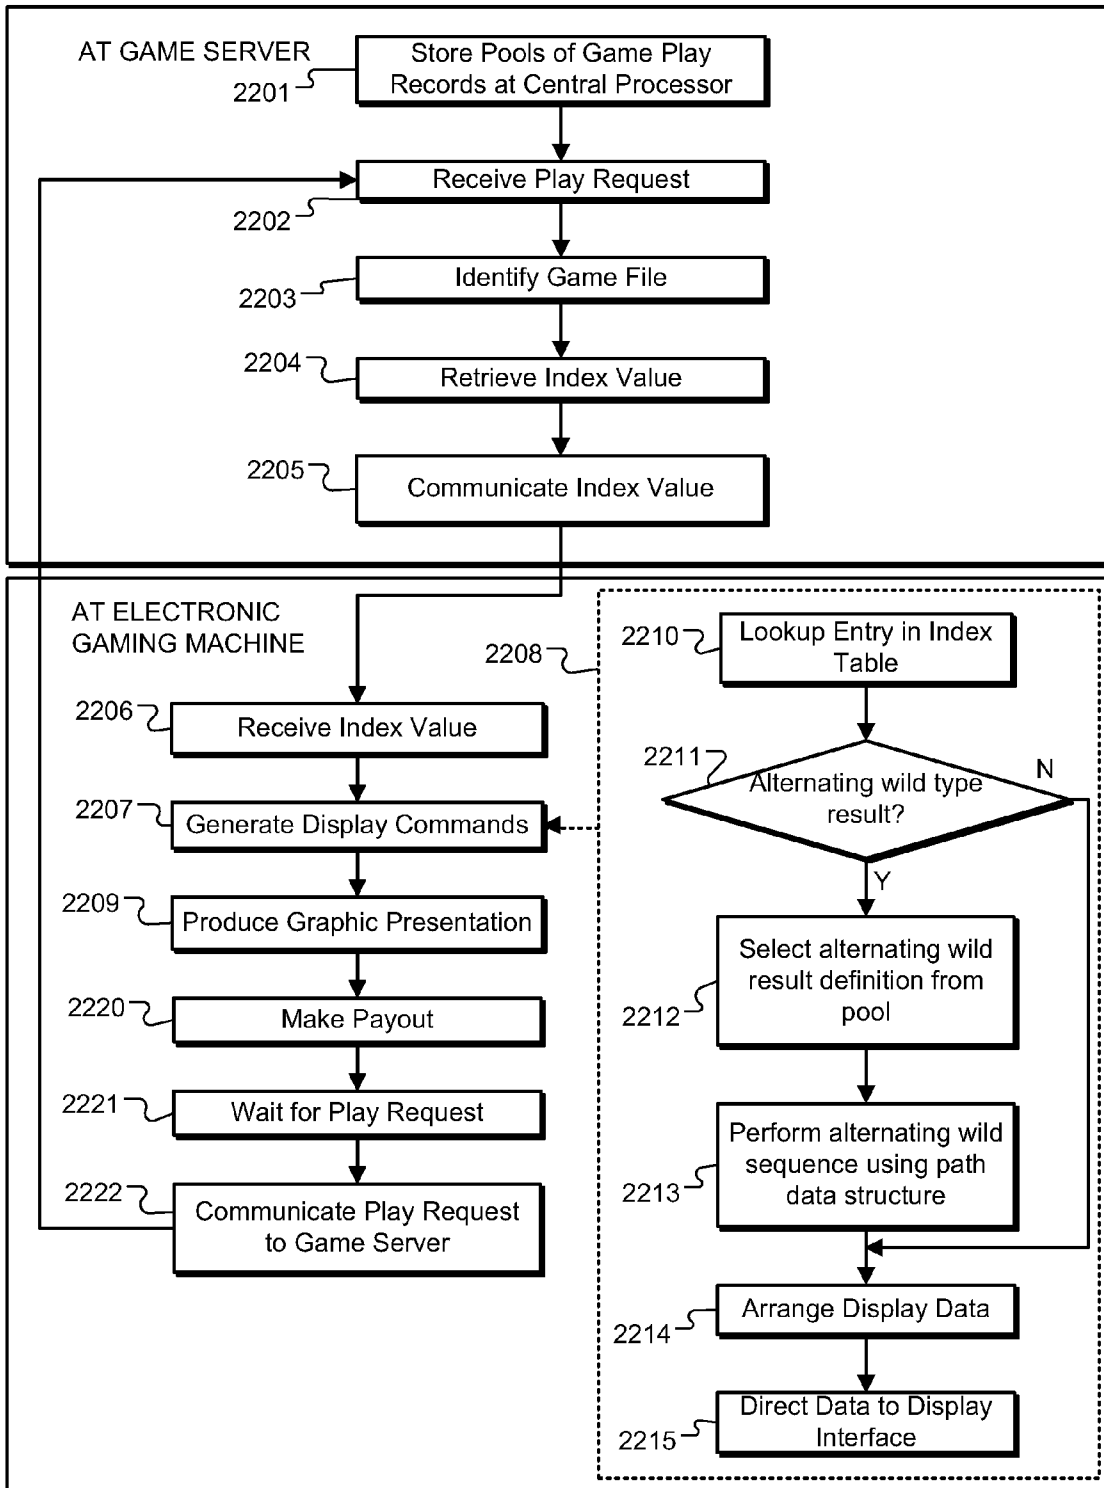 AT GAME SERVER
2201
Store Pools of Game Play
Records at Central Processor
2202
Receive Play Request
2203
Identify Game File
2204
Retrieve Index Value
2205
Communicate Index Value
AT ELECTRONIC
GAMING MACHINE
2206
Receive Index Value
2207
Generate Display Commands
2209
Produce Graphic Presentation
2220
Make Payout
2221
Wait for Play Request
2222
Communicate Play Request
to Game Server
2208
2210
Lookup Entry in Index
Table
2211
Alternating wild type
result?
N
Y
2212
Select alternating wild
result definition from
pool
2213
Perform alternating wild
sequence using path
data structure
2214
Arrange Display Data
2215
Direct Data to Display
Interface